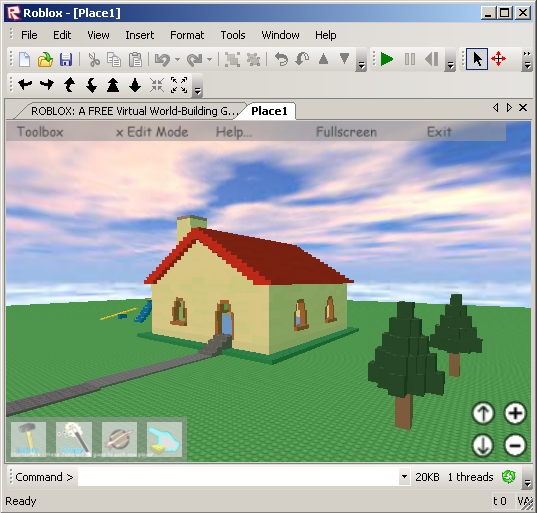 Roblox - [Place1]
File Edit View Insert Format Tools Window Help
ROBLOX: A FREE Virtual World-Building G... Place1
Toolbox x Edit Mode Help... Fullscreen Exit
Command > 20KB 1 threads
Ready t 0